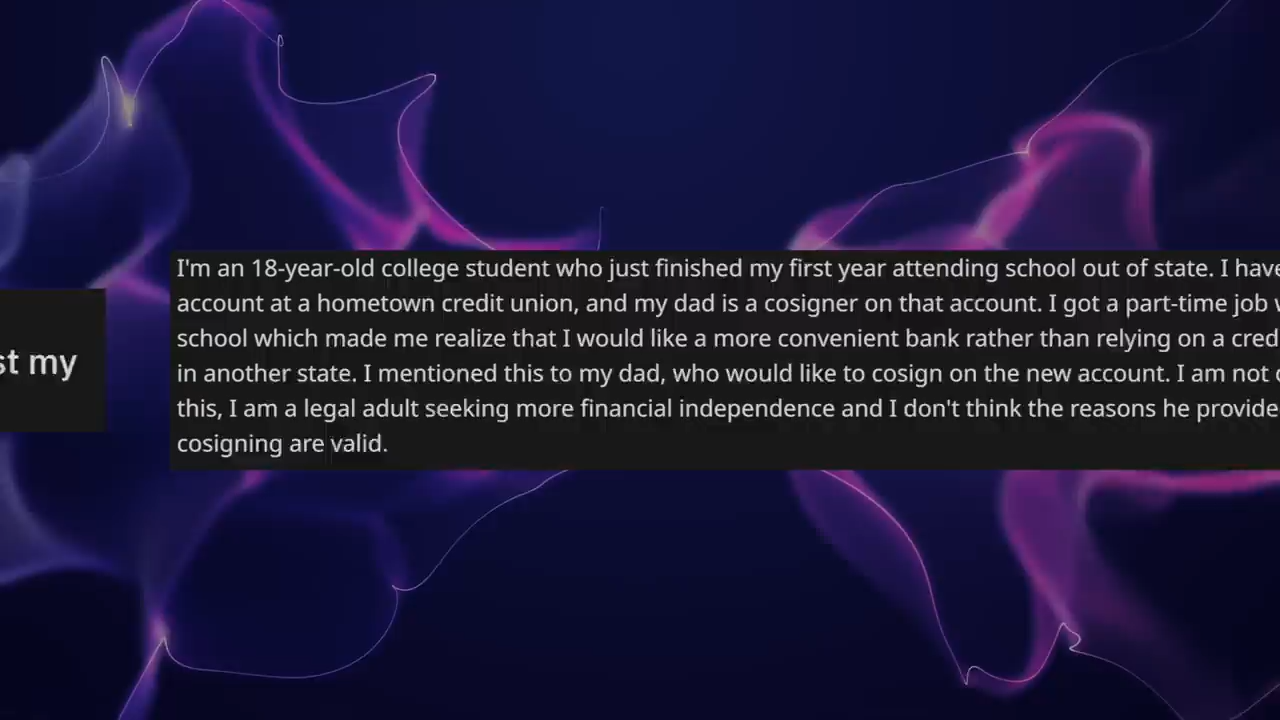 st my
I'm an 18-year-old college student who just finished my first year attending school out of state. I have
account at a hometown credit union, and my dad is a cosigner on that account. I got a part-time job
school which made me realize that I would like a more convenient bank rather than relying on a cred
in another state. I mentioned this to my dad, who would like to cosign on the new account. I am not
this, I am a legal adult seeking more financial independence and I don't think the reasons he provide
cosigning are valid.